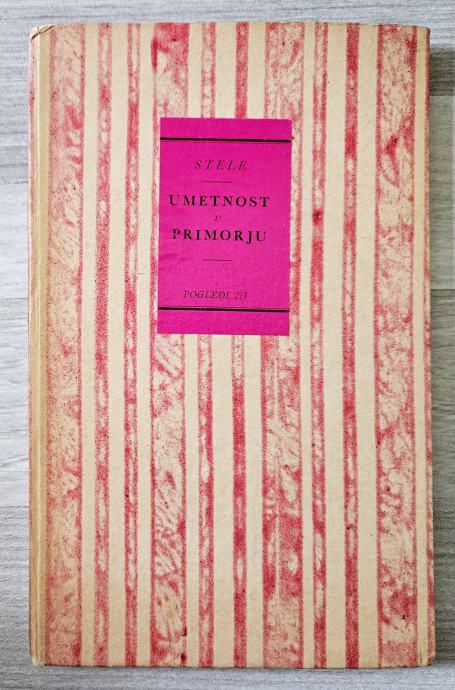 STELE
UMETNOST
v
PRIMORJU
POGLEDI 2/3